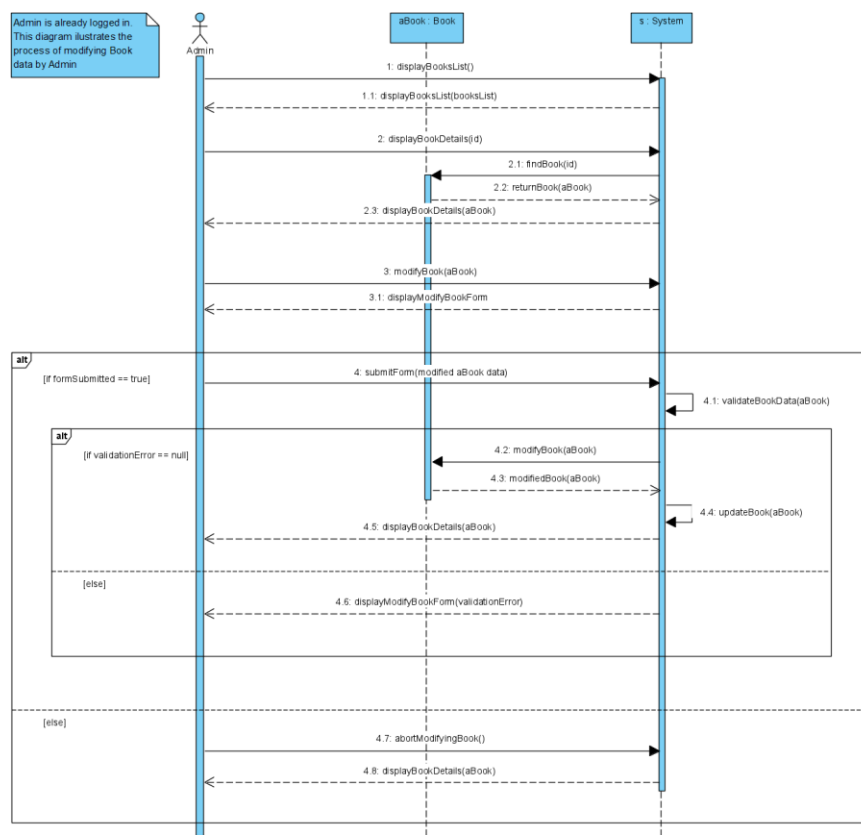 Admin is already logged in.
This diagram ilustrates the
process of modifying Book
data by Admin
Admin
aBook : Book
s : System
1: displayBooksList()
1.1: displayBooksList(booksList)
2: displayBookDetails(id)
2.1: findBook(id)
2.2: returnBook(aBook)
2.3: displayBookDetails(aBook)
3: modifyBook(aBook)
3.1: displayModifyBookForm
alt
[if formSubmitted == true]
4: submitForm(modified aBook data)
4.1: validateBookData(aBook)
alt
[if validationError == null]
4.2: modifyBook(aBook)
4.3: modifiedBook(aBook)
4.4: updateBook(aBook)
4.5: displayBookDetails(aBook)
[else]
4.6: displayModifyBookForm(validationError)
[else]
4.7: abortModifyingBook()
4.8: displayBookDetails(aBook)